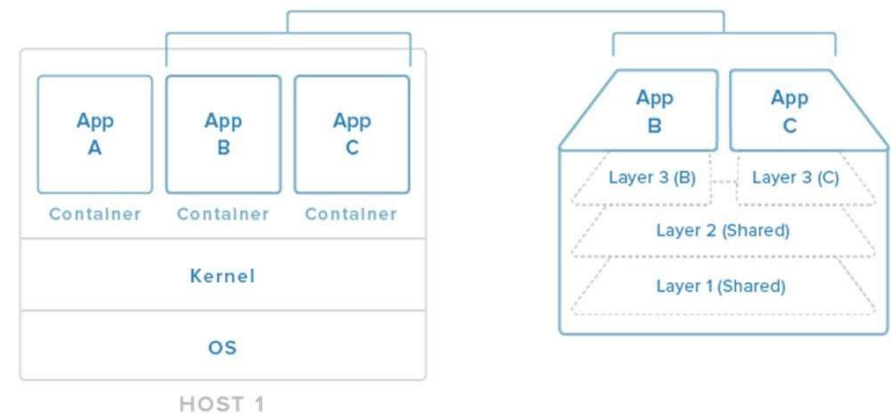 App
A
App
B
App
C
Container
Container
Container
Kernel
OS
HOST 1
App
B
App
C
Layer 3 (B)
Layer 3 (C)
Layer 2 (Shared)
Layer 1 (Shared)